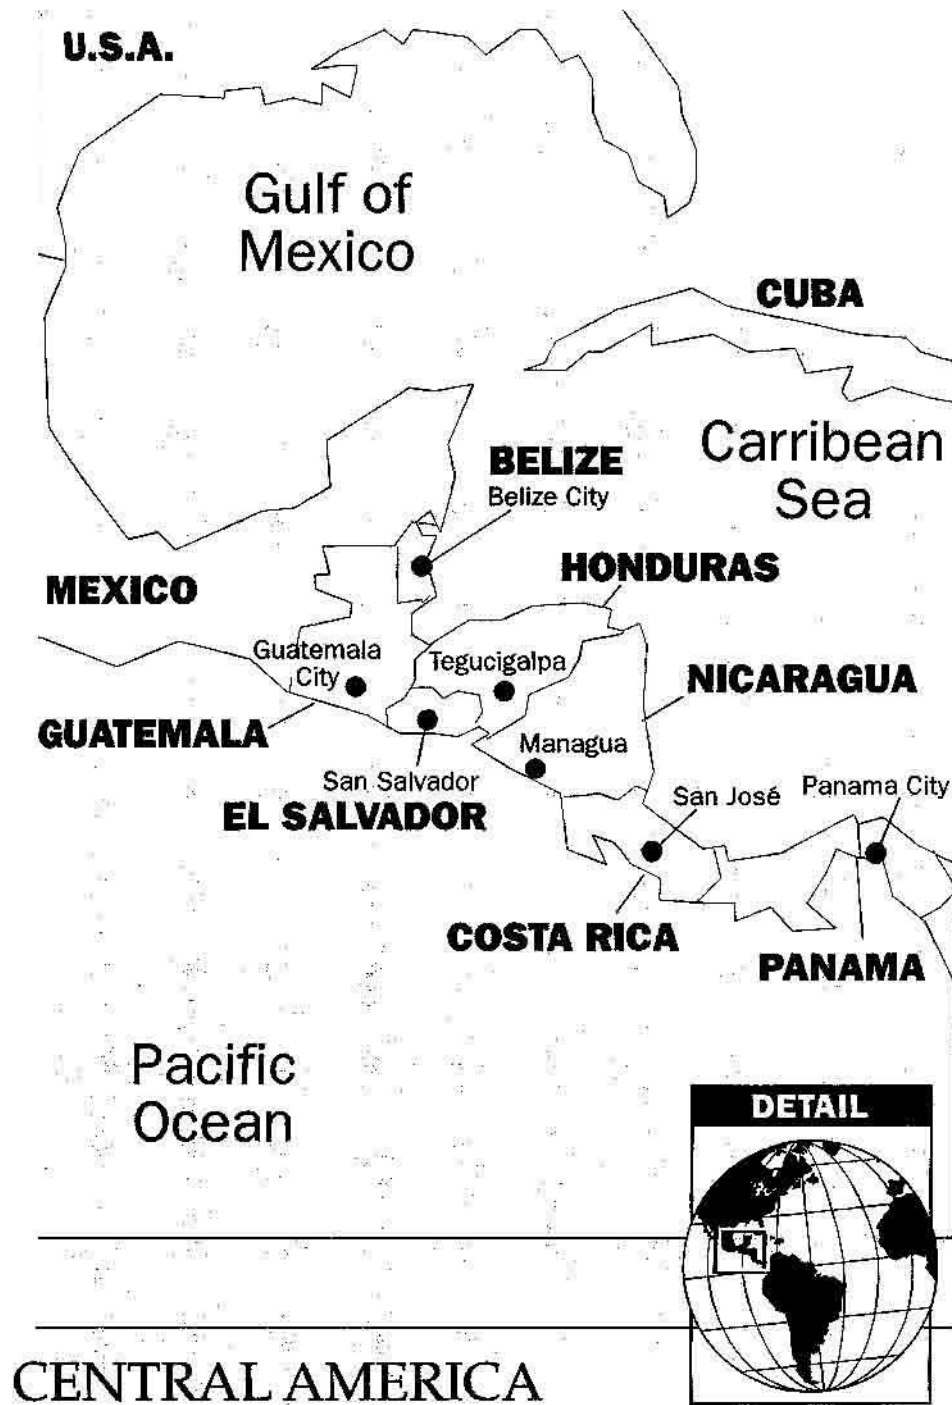 U.S.A.
Gulf of
Mexico
CUBA
Carribean
Sea
BELIZE
Belize City
HONDURAS
MEXICO
Guatemala
City
Tegucigalpa
NICARAGUA
GUATEMALA
Managua
San Salvador
EL SALVADOR
San José
Panama City
COSTA RICA
PANAMA
Pacific
Ocean
DETAIL
CENTRAL AMERICA